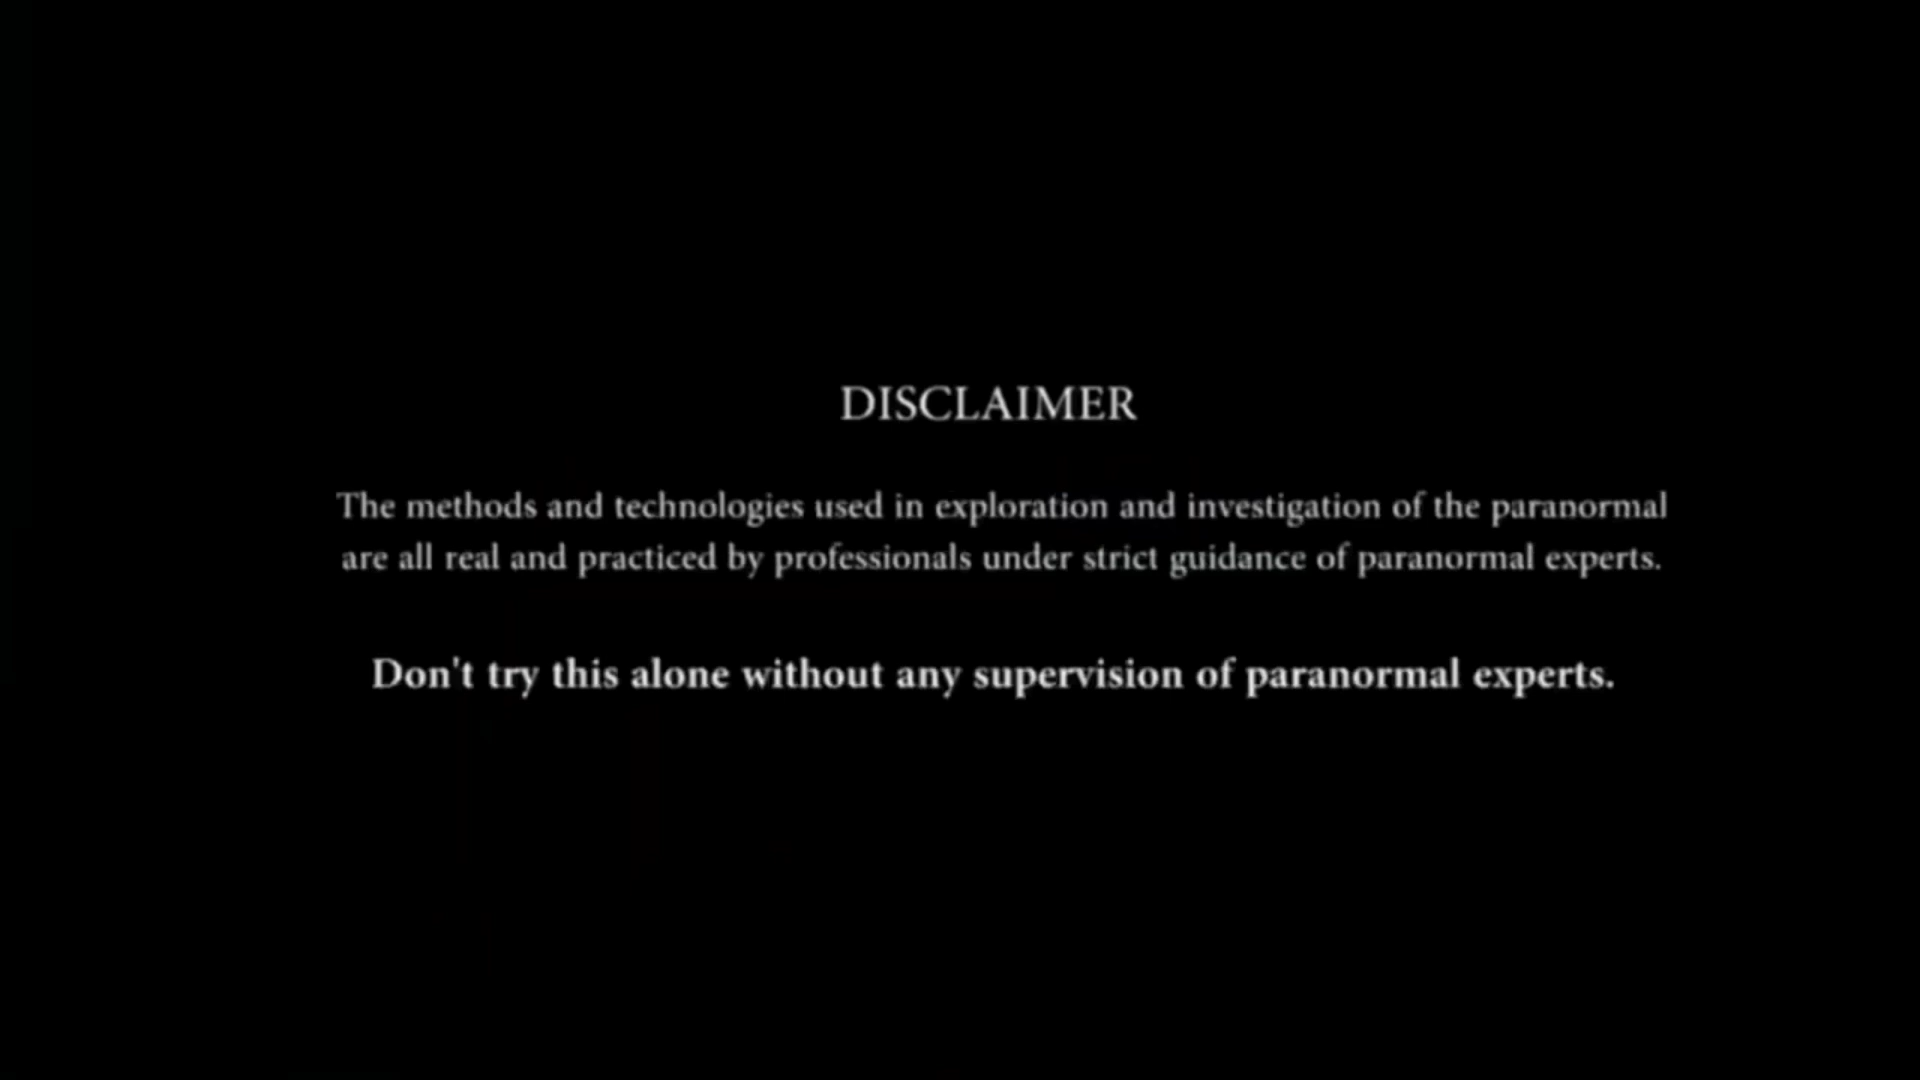 DISCLAIMER
The methods and technologies used in exploration and investigation of the paranormal
are all real and practiced by professionals under strict guidance of paranormal experts.
Don't try this alone without any supervision of paranormal experts.